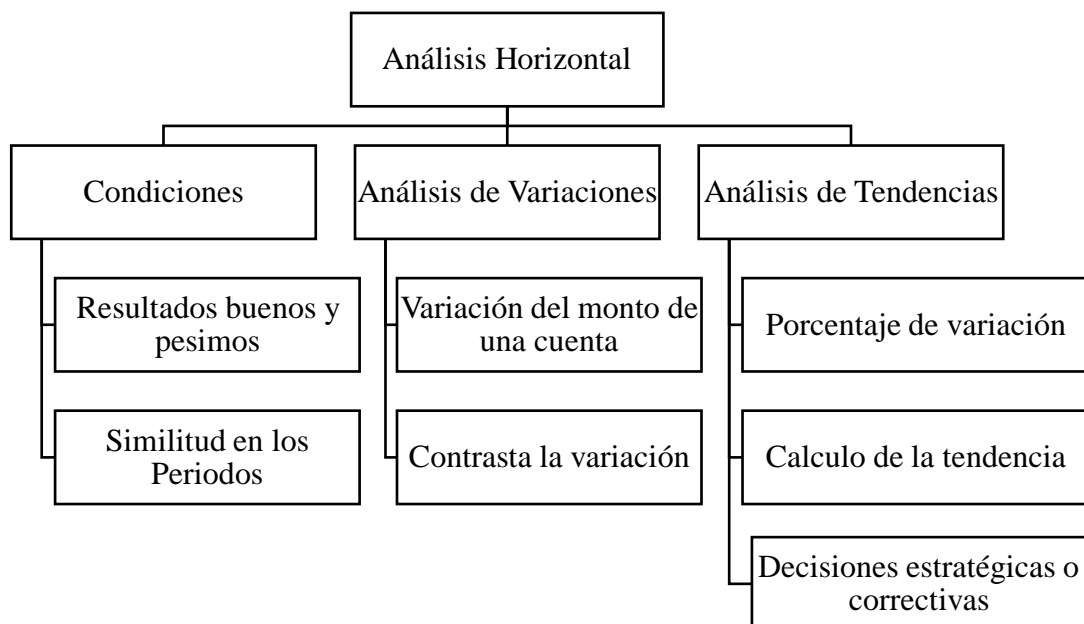 Análisis Horizontal
Condiciones
Análisis de Variaciones
Análisis de Tendencias
Resultados buenos y
pesimos
Variación del monto de
una cuenta
Porcentaje de variación
Similitud en los
Periodos
Contrasta la variación
Calculo de la tendencia
Decisiones estratégicas o
correctivas